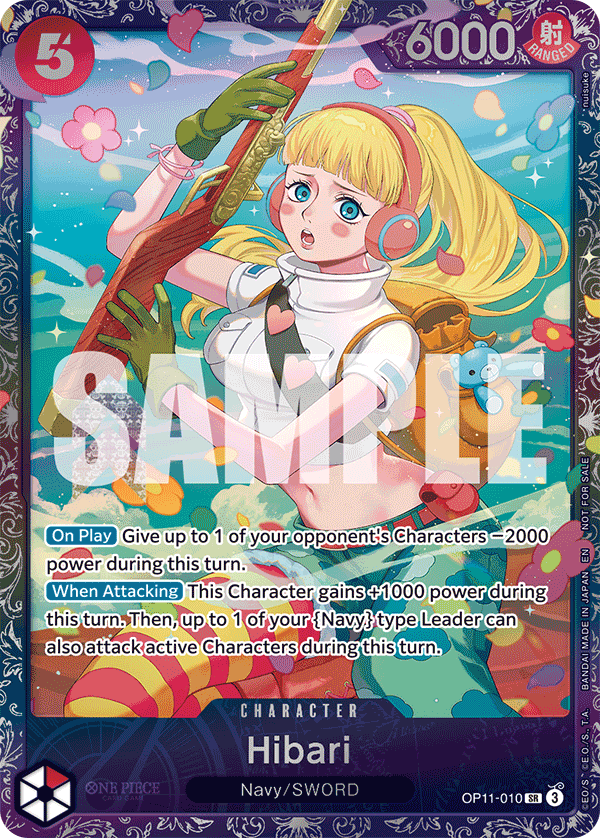 5
6000
射
RANGED
nuisuke
SAMPLE
On Play Give up to 1 of your opponent's Characters −2000
power during this turn.
When Attacking This Character gains +1000 power during
this turn. Then, up to 1 of your {Navy} type Leader can
also attack active Characters during this turn.
CHARACTER
Hibari
Navy/SWORD
ONE PIECE
CARD GAME
OP11-010 SR 3
©E.O./S. ©E.O./S., T.A. BANDAI MADE IN JAPAN EN NOT FOR SALE